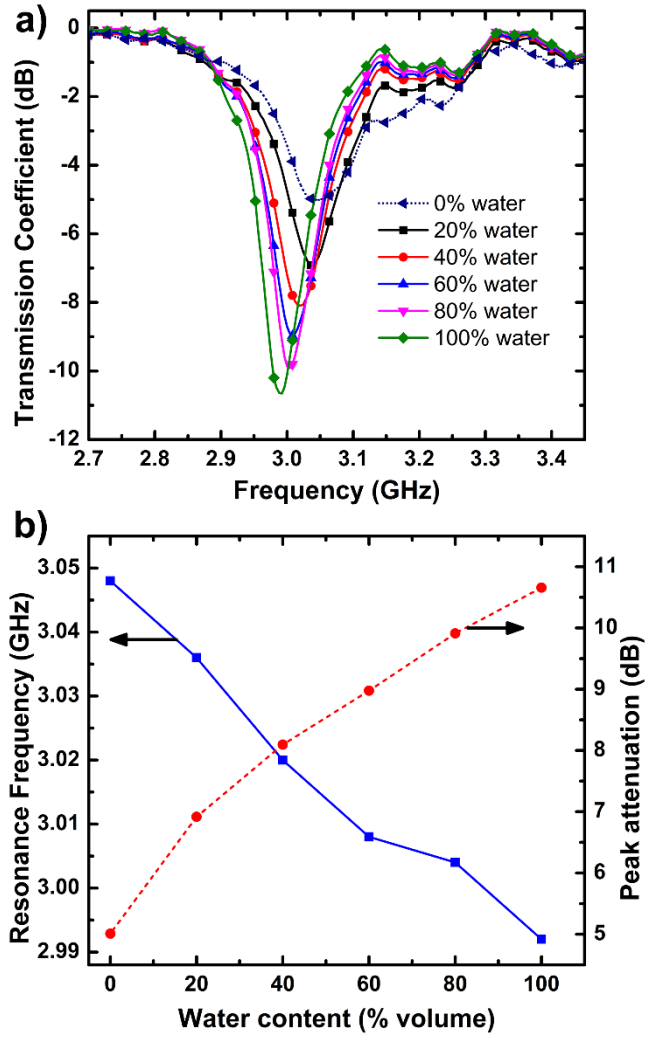 a)
0
-2
-4
-6
-8
-10
-12
Transmission Coefficient (dB)
0% water
20% water
40% water
60% water
80% water
100% water
2.7 2.8 2.9 3.0 3.1 3.2 3.3 3.4
Frequency (GHz)
b)
3.05
3.04
3.03
3.02
3.01
3.00
2.99
Resonance Frequency (GHz)
11
10
9
8
7
6
5
Peak attenuation (dB)
0 20 40 60 80 100
Water content (% volume)